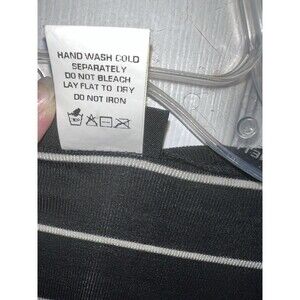 HAND WASH COLD
SEPARATELY
DO NOT BLEACH
LAY FLAT TO DRY
DO NOT IRON